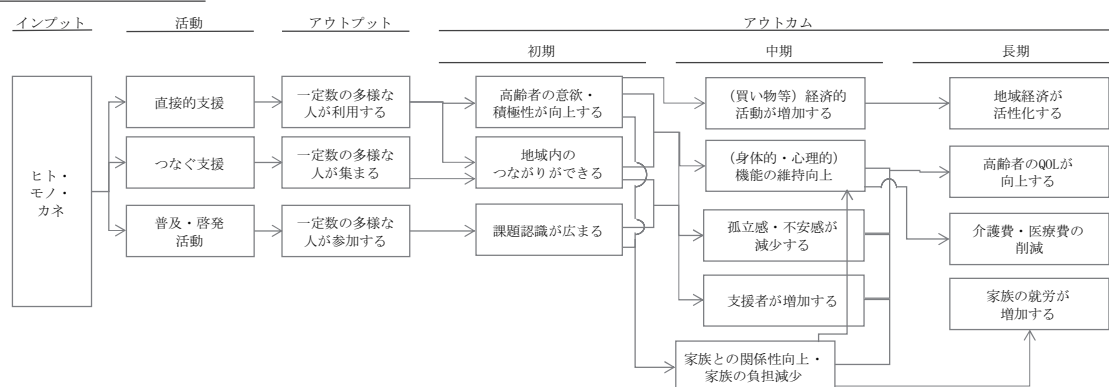 インプット
活動
アウトプット
アウトカム
初期
中期
長期
ヒト・
モノ・
カネ
直接的支援
つなぐ支援
普及・啓発
活動
一定数の多様な
人が利用する
一定数の多様な
人が集まる
一定数の多様な
人が参加する
高齢者の意欲・
積極性が向上する
地域内の
つながりができる
課題認識が広まる
(買い物等)経済的
活動が増加する
(身体的・心理的)
機能の維持向上
孤立感・不安感が
減少する
支援者が増加する
家族との関係性向上・
家族の負担減少
地域経済が
活性化する
高齢者のQOLが
向上する
介護費・医療費の
削減
家族の就労が
増加する